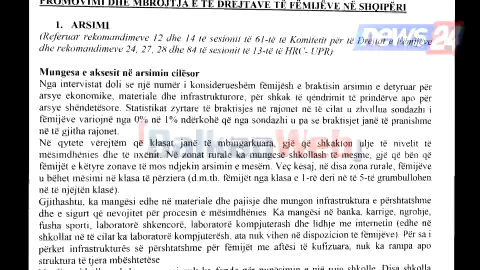 PROMOVIMI DHE MBROJTJA E TË DREJTAVE TË FËMIJËVE NË SHQIPËRI
news24
1. ARSIMI
(Referuar rekomandimeve 12 dhe 14 të sesionit të 61-të të Komitetit për të Drejtat e Fëmijëve
dhe rekomandimeve 24, 27, 28 dhe 84 të sesionit të 13-të të HRC- UPR)
Mungesa e aksesit në arsimin cilësor
Nga intervistat doli se një numër i konsiderueshëm fëmijësh e braktisin arsimin e detyruar për
arsye ekonomike, materiale dhe infrastrukturore, për shkak të qëndrimit të prindërve apo për
arsye shëndetësore. Statistikat zyrtare të braktisjes në rajonet në të cilat u zhvillua sondazhi i
fëmijëve variojnë nga 0% në 1% ndërkohë që nga sondazhi u pa se braktisjet janë të pranishme
në të gjitha rajonet.
BalkanWeb
Në qytete vërejtëm që klasat janë të mbingarkuara, gjë që shkakton ulje të nivelit të
mësimdhënies dhe të nxënit. Në zonat rurale ka mungesë shkollash të mesme, gjë që bën që
fëmijët e këtyre zonave të mos ndjekin arsimin e mesëm. Veç kësaj, në disa zona rurale, fëmijëve
u bëhet mësimi në klasa të përziera (d.m.th. fëmijët nga klasa e 1-rë deri në të 5-të grumbullohen
në të njëjtën klasë).
Gjithashtu, ka mangësi edhe në materiale dhe pajisje dhe mungon infrastruktura e përshtatshme
dhe e sigurt që nevojitet për procesin e mësimdhënies. Ka mangësi në banka, karrige, ngrohje,
fusha sporti, laboratorë shkencorë, laboratorë kompjuterash dhe lidhje me internetin (edhe në
shkollat në të cilat ka laboratorë kompjuterësh, ata nuk vihen në dispozicion të fëmijëve). Për sa i
përket infrastrukturës së përshtatshme për fëmijët me aftësi të kufizuara, nuk ka rampa apo
struktura të tjera mbështetëse